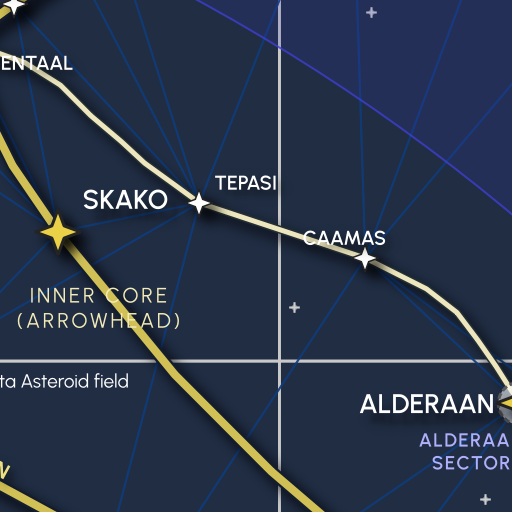 ENTAAL
TEPASI
SKAKO
CAAMAS
INNER CORE
(ARROWHEAD)
ta Asteroid field
ALDERAAN
ALDERAA
SECTOR
N